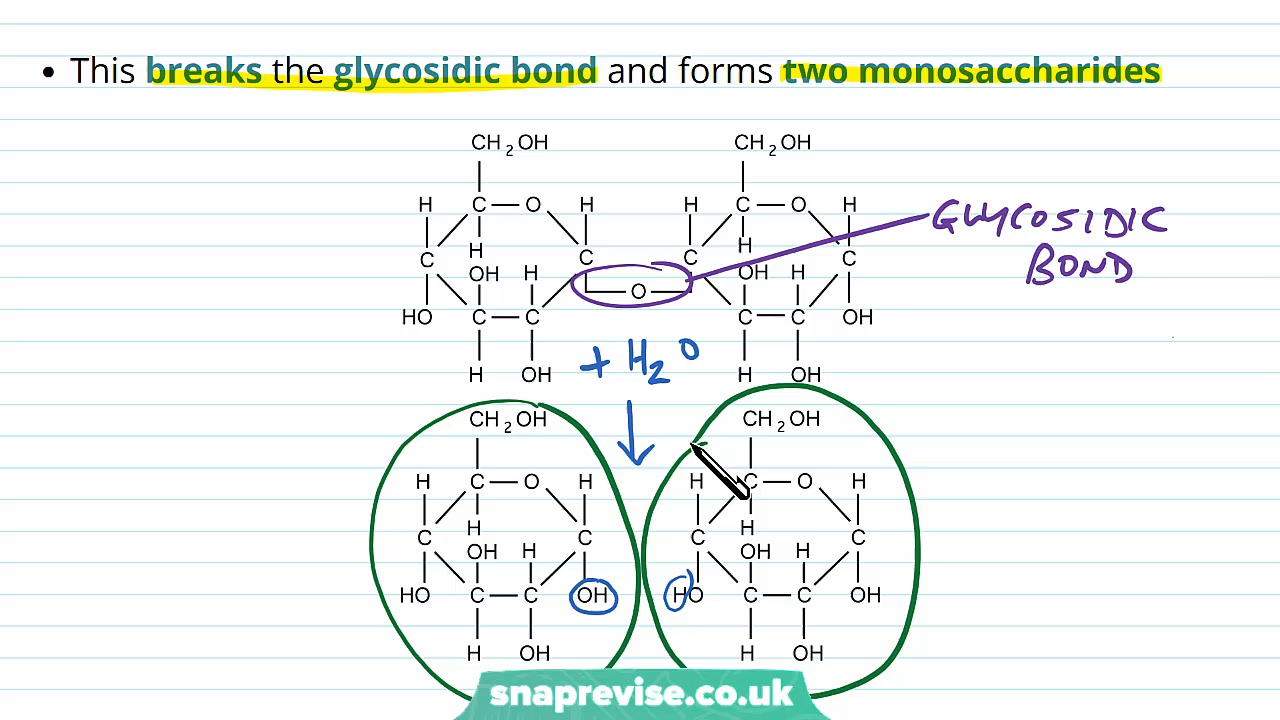 • This breaks the glycosidic bond and forms two monosaccharides
CH2OH CH2OH
H C O H H C O H
GLYCOSIDIC
H H
C C C C
BOND
OH H OH H
O
HO C C C C OH
+ H2O
H OH H OH
CH2OH CH2OH
H C O H H C O H
H H
C C C C
OH H OH H
HO C C OH HO C C OH
H OH H OH
snaprevise.co.uk